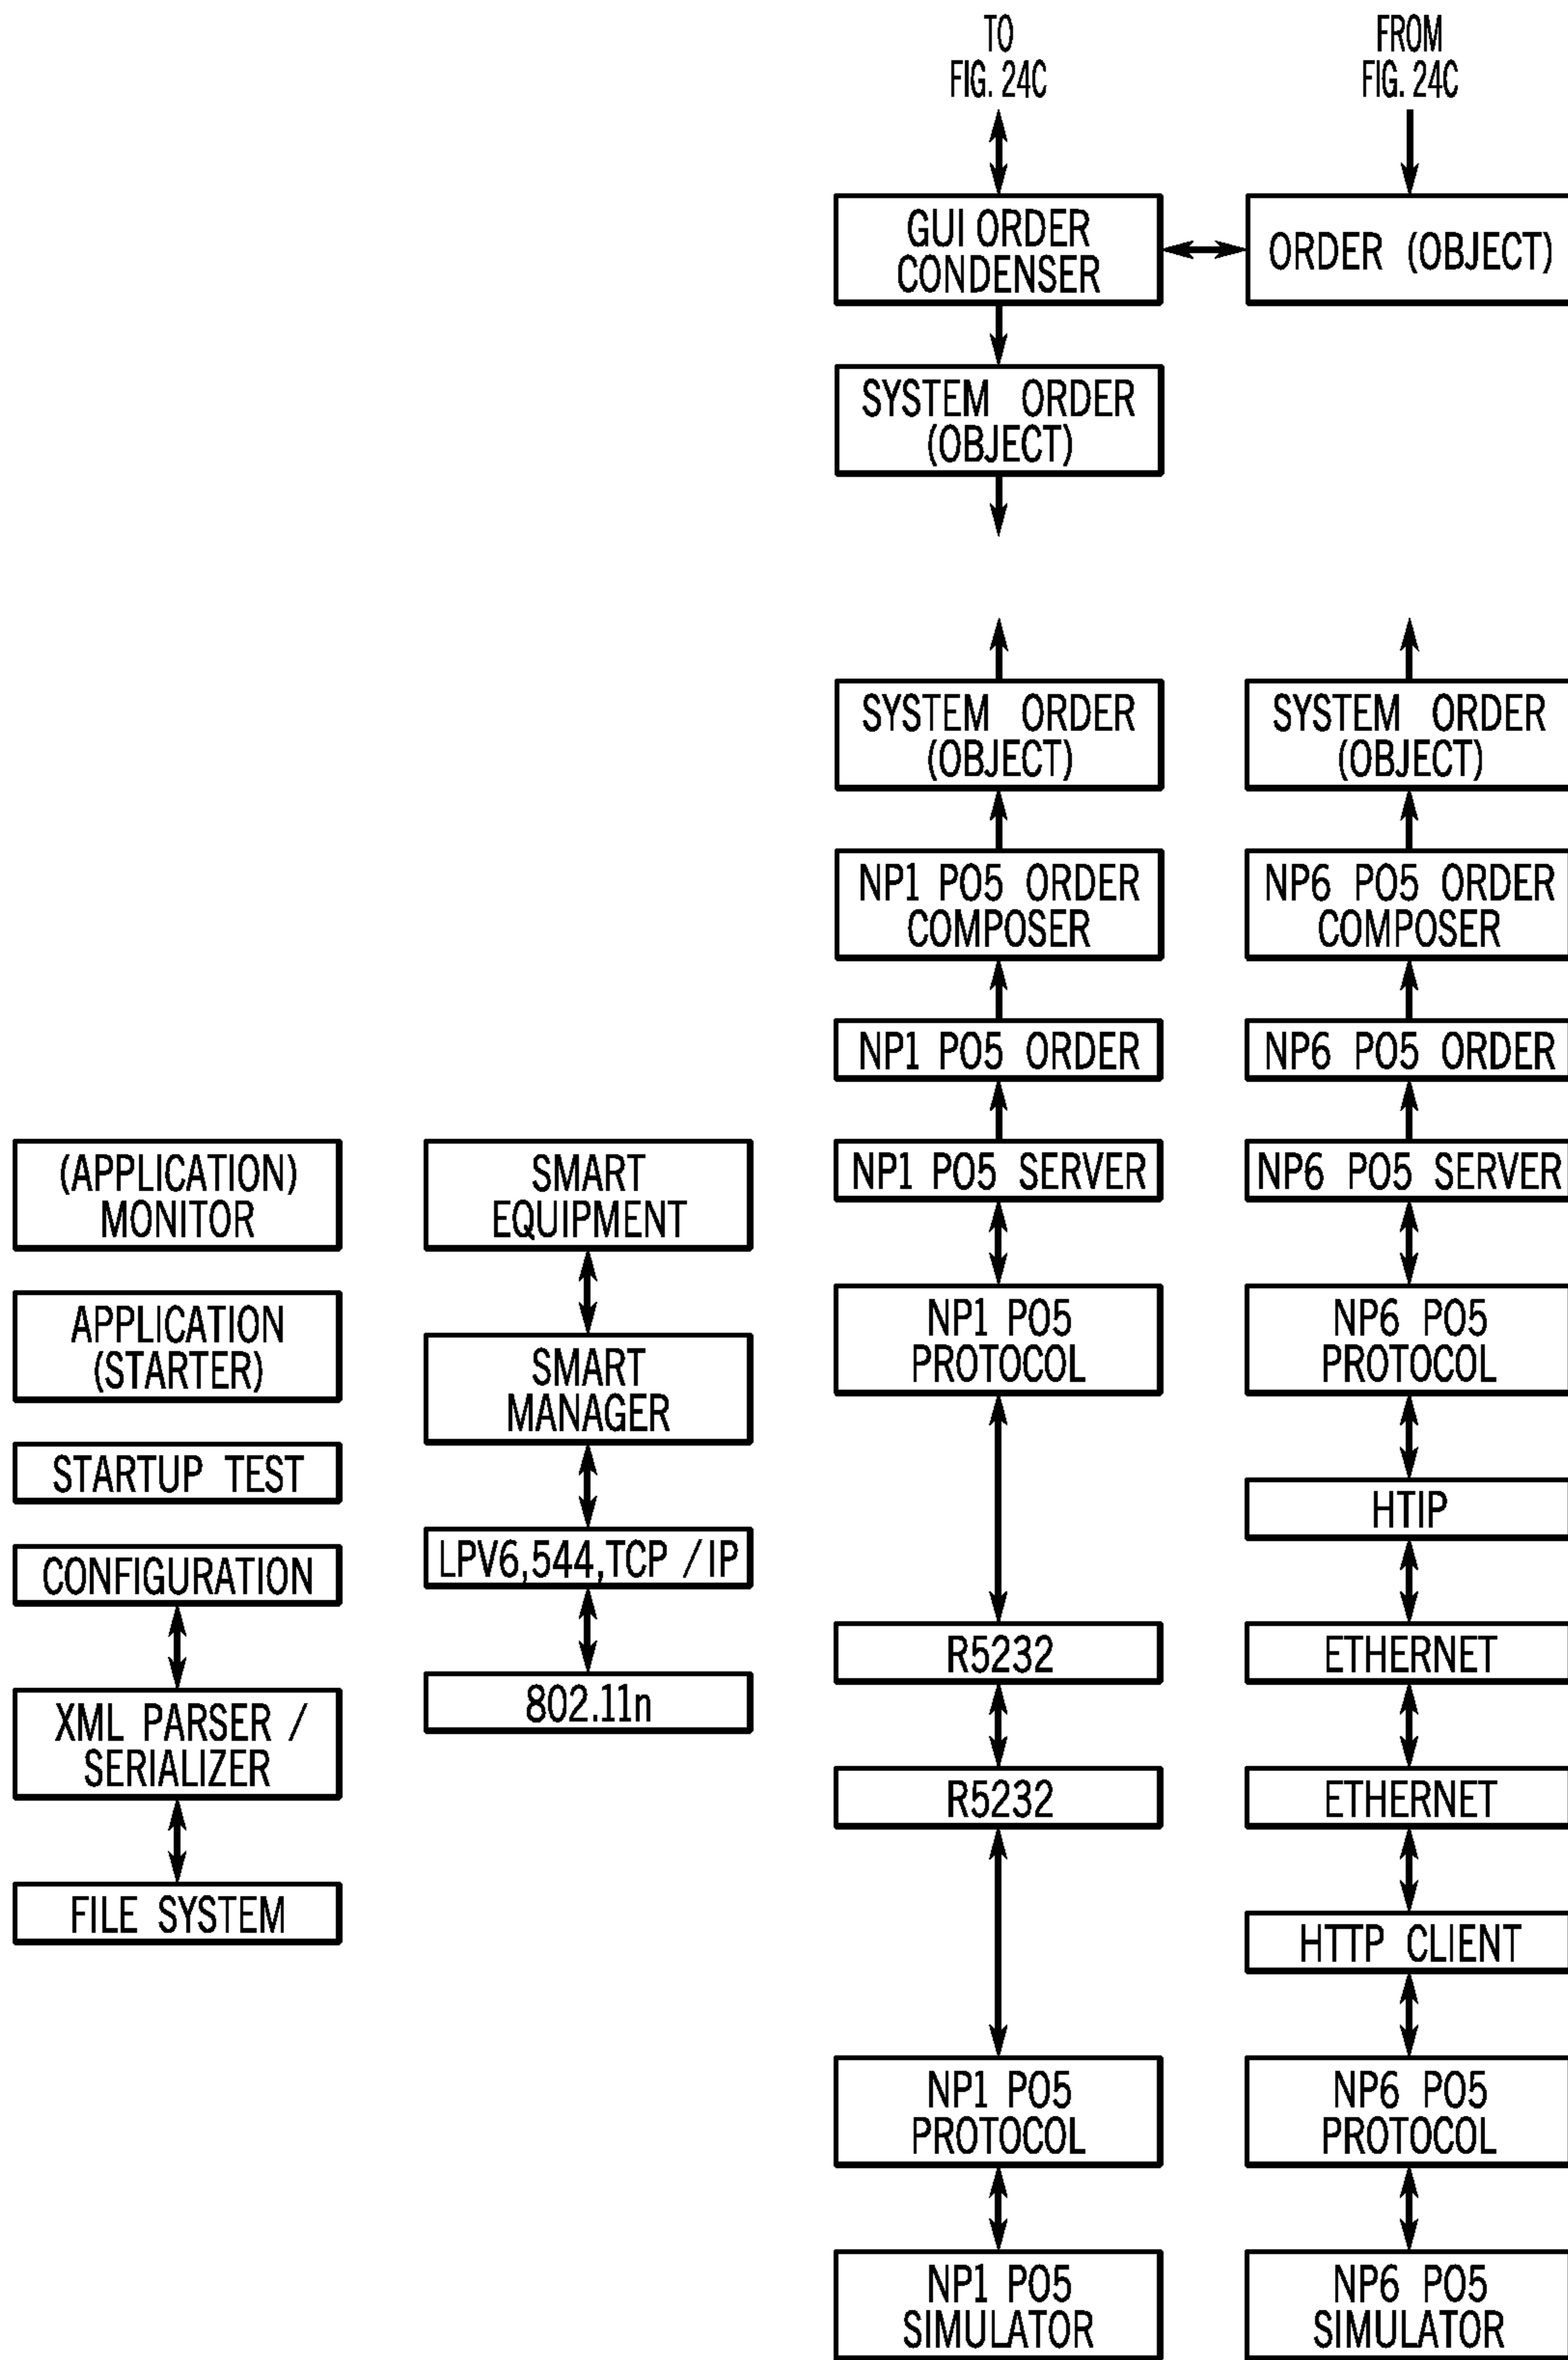 TO
FIG. 24C
FROM
FIG. 24C
GUI ORDER
CONDENSER
ORDER (OBJECT)
SYSTEM ORDER
(OBJECT)
SYSTEM ORDER
(OBJECT)
SYSTEM ORDER
(OBJECT)
NP1 PO5 ORDER
COMPOSER
NP6 PO5 ORDER
COMPOSER
NP1 PO5 ORDER
NP6 PO5 ORDER
(APPLICATION)
MONITOR
SMART
EQUIPMENT
NP1 PO5 SERVER
NP6 PO5 SERVER
APPLICATION
(STARTER)
SMART
MANAGER
NP1 PO5
PROTOCOL
NP6 PO5
PROTOCOL
STARTUP TEST
HTIP
CONFIGURATION
LPV6,544,TCP / IP
R5232
ETHERNET
XML PARSER /
SERIALIZER
802.11n
R5232
ETHERNET
FILE SYSTEM
HTTP CLIENT
NP1 PO5
PROTOCOL
NP6 PO5
PROTOCOL
NP1 PO5
SIMULATOR
NP6 PO5
SIMULATOR